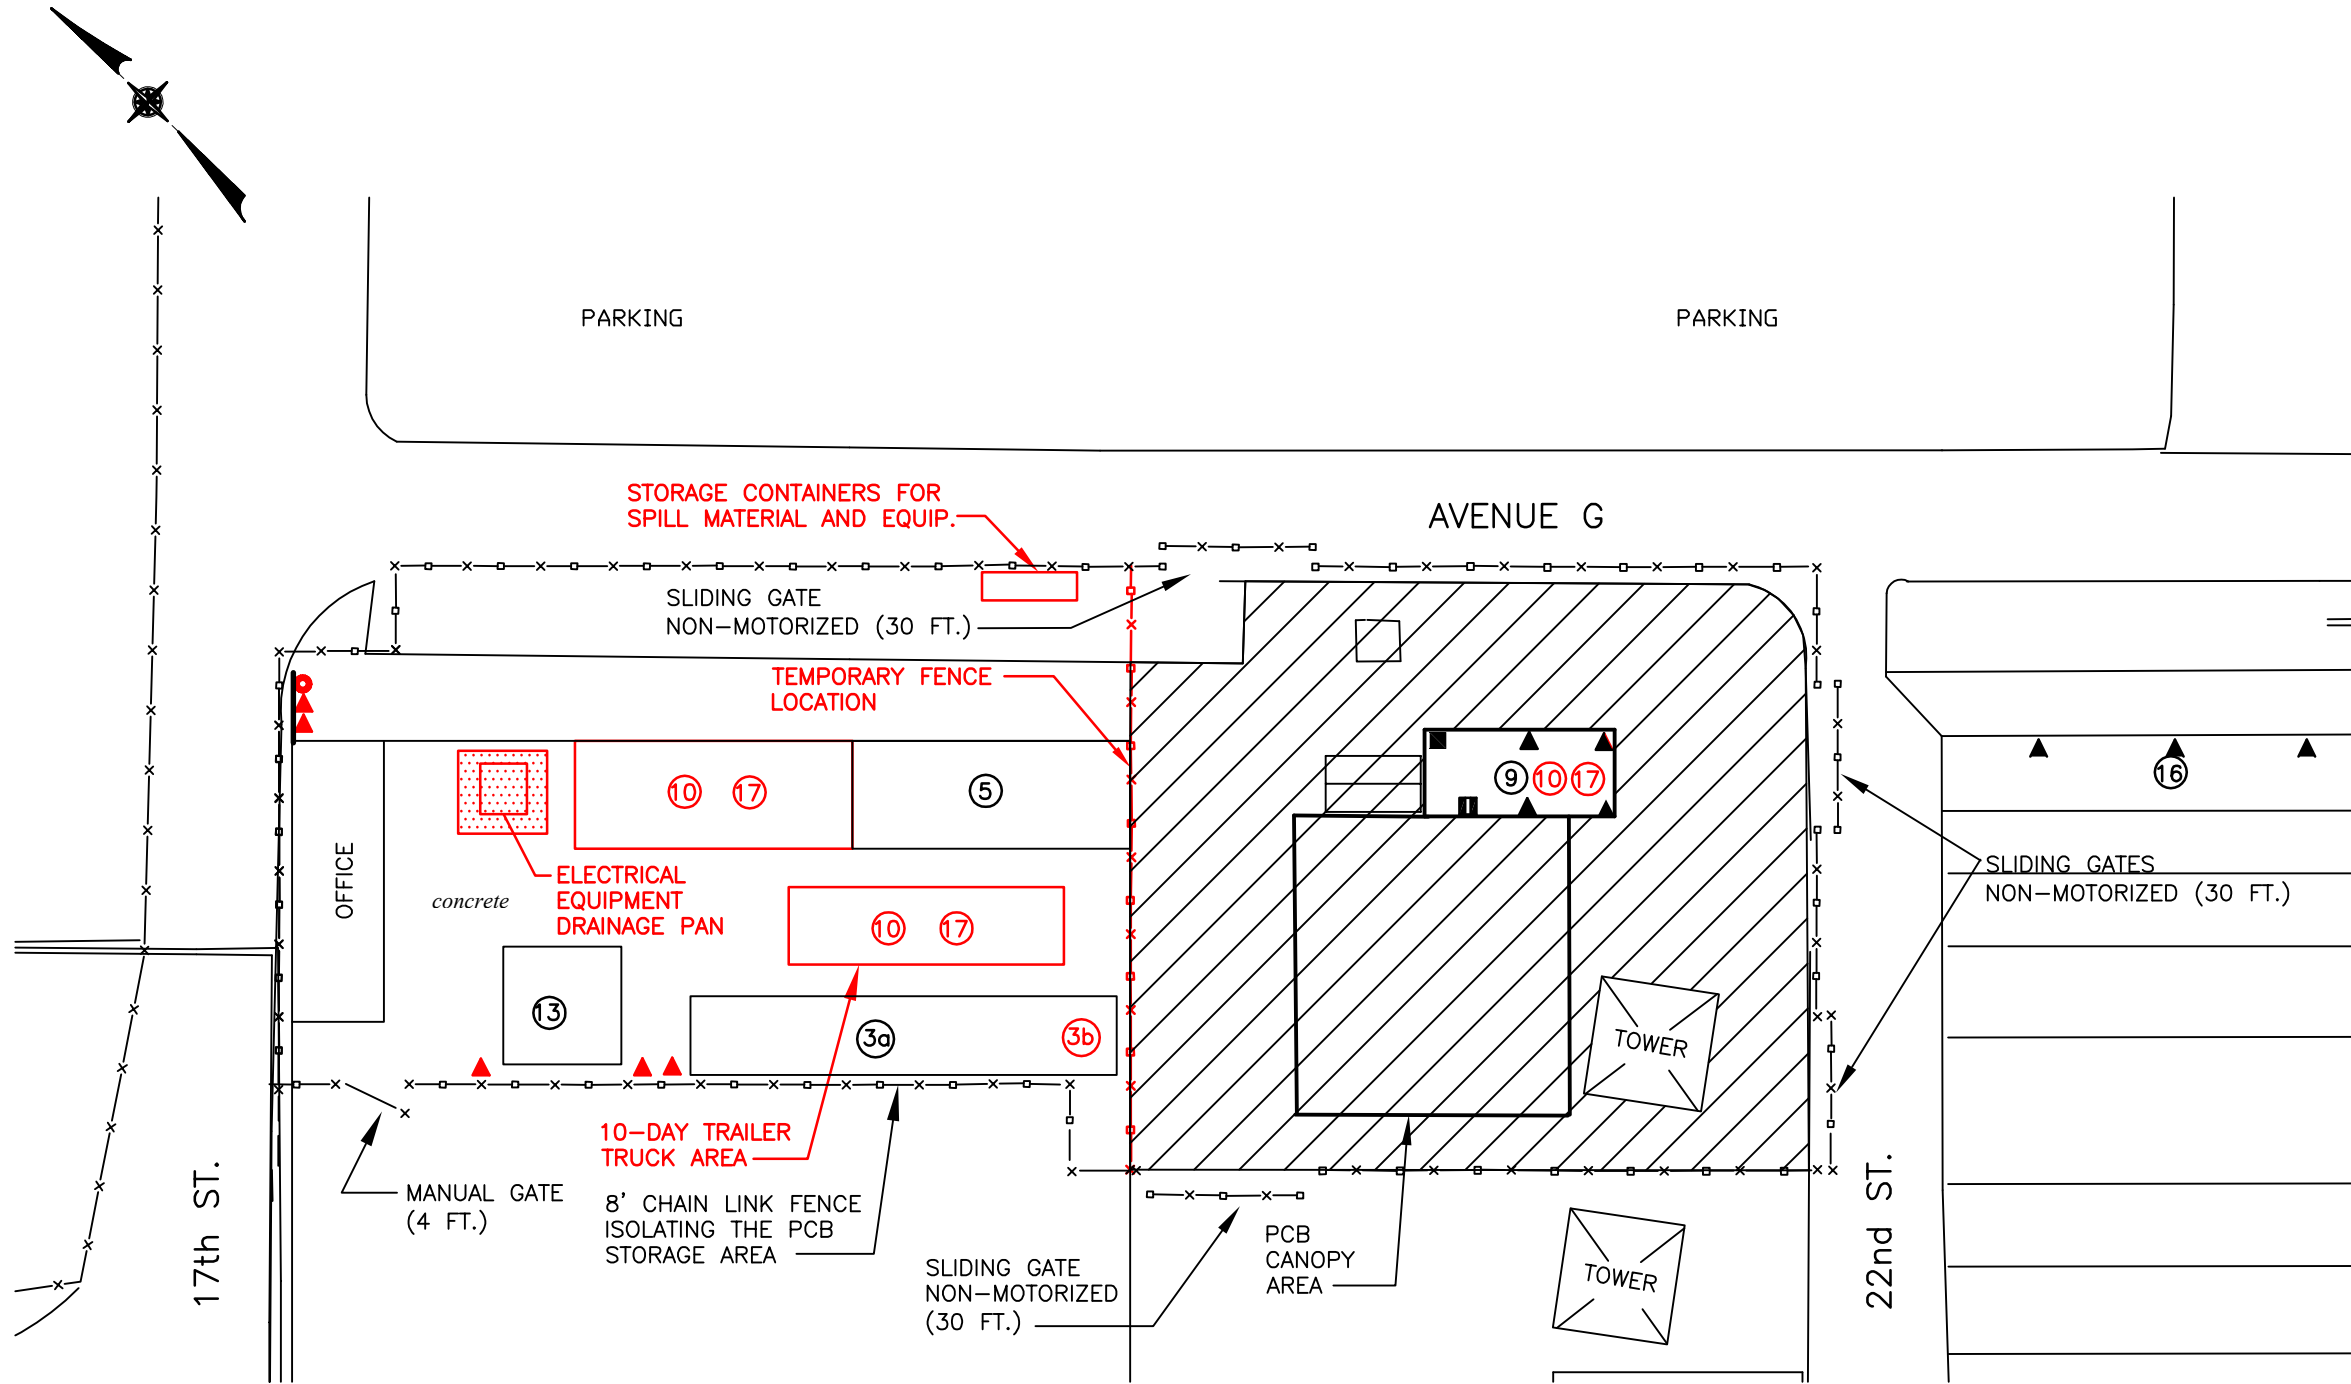 PARKING
PARKING
STORAGE CONTAINERS FOR
SPILL MATERIAL AND EQUIP.
AVENUE G
SLIDING GATE
NON-MOTORIZED (30 FT.)
TEMPORARY FENCE
LOCATION
10
17
5
9
10
17
16
OFFICE
concrete
ELECTRICAL
EQUIPMENT
DRAINAGE PAN
SLIDING GATES
NON-MOTORIZED (30 FT.)
10
17
13
3a
3b
TOWER
10-DAY TRAILER
TRUCK AREA
MANUAL GATE
(4 FT.)
8' CHAIN LINK FENCE
ISOLATING THE PCB
STORAGE AREA
17th ST.
22nd ST.
SLIDING GATE
NON-MOTORIZED
(30 FT.)
PCB
CANOPY
AREA
TOWER